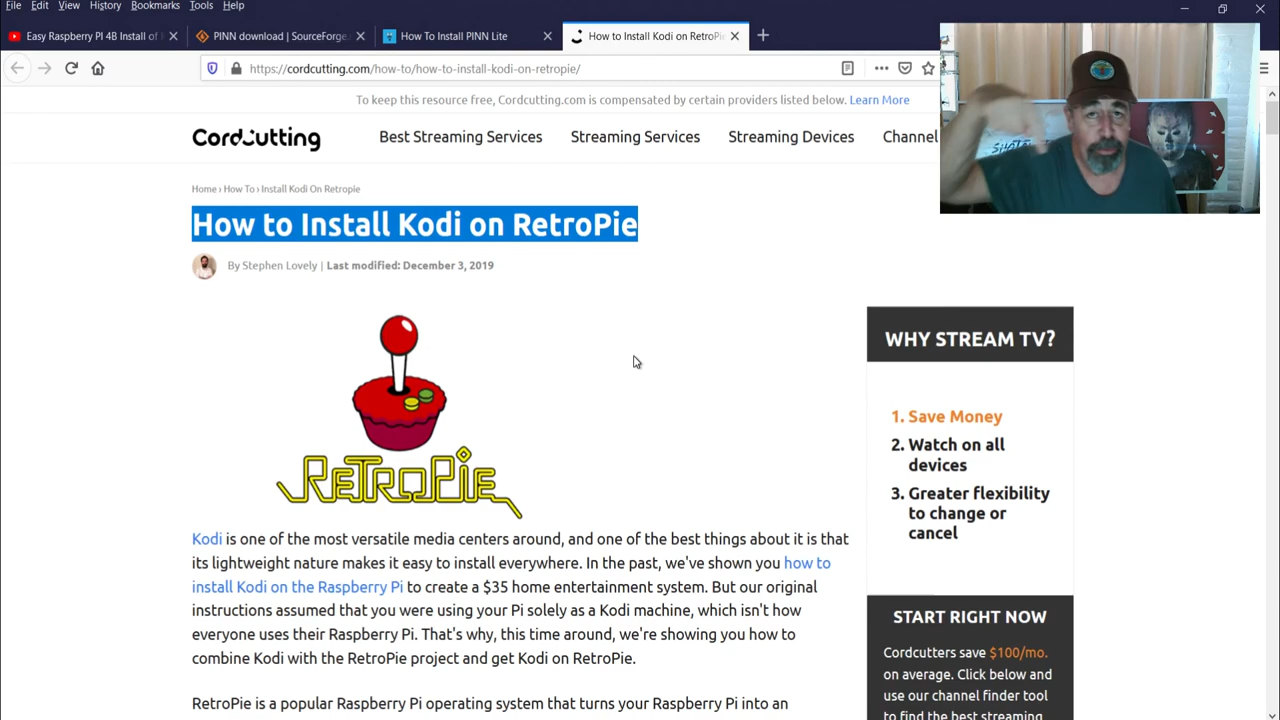 File Edit View History Bookmarks Tools Help
Easy Raspberry PI 4B Install of
PINN download | SourceForge.
How To Install PINN Lite
How to Install Kodi on RetroPie
https://cordcutting.com/how-to/how-to-install-kodi-on-retropie/
To keep this resource free, Cordcutting.com is compensated by certain providers listed below. Learn More
CordCutting
Best Streaming Services
Streaming Services
Streaming Devices
Channel
Home › How To › Install Kodi On Retropie
How to Install Kodi on RetroPie
By Stephen Lovely | Last modified: December 3, 2019
RETROPIE
Kodi is one of the most versatile media centers around, and one of the best things about it is that
its lightweight nature makes it easy to install everywhere. In the past, we've shown you how to
install Kodi on the Raspberry Pi to create a $35 home entertainment system. But our original
instructions assumed that you were using your Pi solely as a Kodi machine, which isn't how
everyone uses their Raspberry Pi. That's why, this time around, we're showing you how to
combine Kodi with the RetroPie project and get Kodi on RetroPie.
RetroPie is a popular Raspberry Pi operating system that turns your Raspberry Pi into an
WHY STREAM TV?
1. Save Money
2. Watch on all
devices
3. Greater flexibility
to change or
cancel
START RIGHT NOW
Cordcutters save $100/mo.
on average. Click below and
use our channel finder tool
to find the best streaming